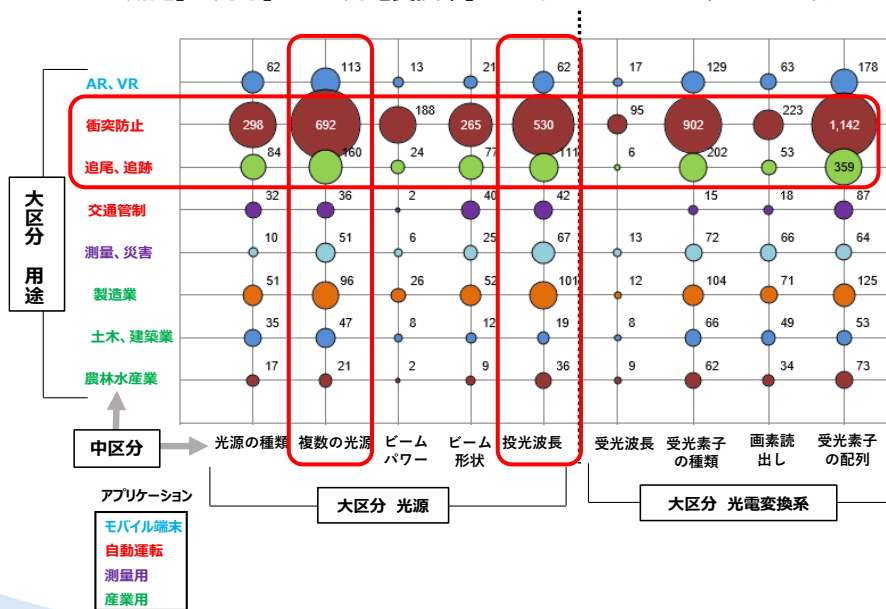 62 113 13 21 62 17 129 63 178
AR、VR
衝突防止 298 692 188 265 530 95 902 223 1,142
追尾、追跡 84 160 24 77 111 6 202 53 359
交通管制 32 36 2 40 42 15 18 87
測量、災害 10 51 6 25 67 13 72 66 64
製造業 51 96 26 52 101 12 104 71 125
土木、建築業 35 47 8 12 19 8 66 49 53
農林水産業 17 21 2 9 36 9 62 34 73
大区分 用途
中区分
光源の種類 複数の光源 ビーム ビーム 投光波長 受光波長 受光素子 画素読 受光素子
パワー 形状 の種類 出し の配列
大区分 光源
大区分 光電変換系
アプリケーション
モバイル端末
自動運転
測量用
産業用